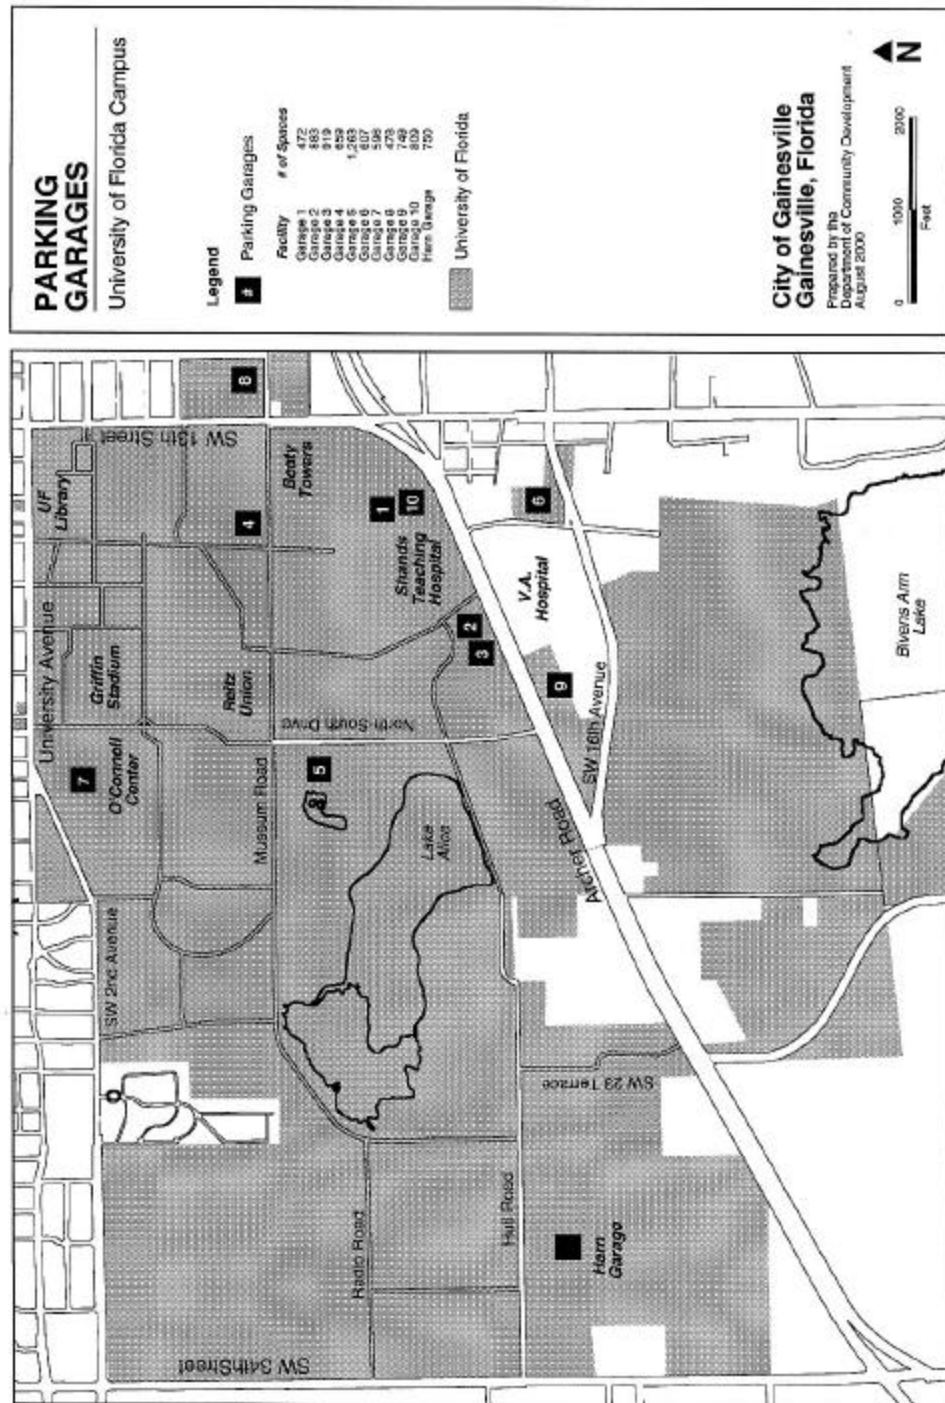 PARKING
GARAGES
University of Florida Campus
Legend
# Parking Garages
Facility # of Spaces
Garage 1 472
Garage 2 883
Garage 3 919
Garage 4 659
Garage 5 1,263
Garage 6 607
Garage 7 596
Garage 8 478
Garage 9 749
Garage 10 809
Harn Garage 750
University of Florida
City of Gainesville
Gainesville, Florida
Prepared by the
Department of Community Development
August 2000
0 1000 2000
Feet
N
University Avenue
UF
Library
SW 13th Street
8
Griffin
Stadium
4
7
O'Connell
Center
Reitz
Union
Beaty
Towers
SW 2nd Avenue
Museum Road
North-South Drive
1
10
Shands
Teaching
Hospital
5
2
3
6
V.A.
Hospital
Lake
Alice
9
SW 16th Avenue
Archer Road
Radio Road
Hull Road
SW 23 Terrace
SW 34thStreet
Harn
Garage
Bivens Arm
Lake